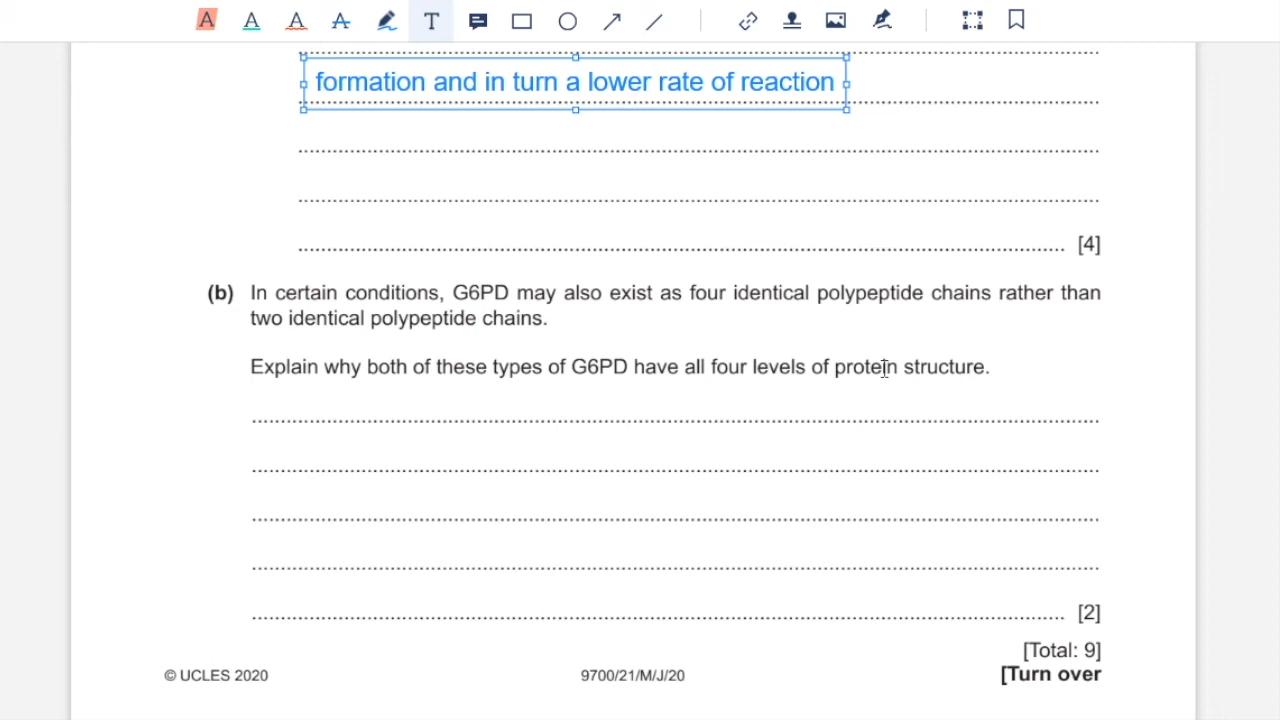 A A A A T
formation and in turn a lower rate of reaction
[4]
(b) In certain conditions, G6PD may also exist as four identical polypeptide chains rather than
two identical polypeptide chains.
Explain why both of these types of G6PD have all four levels of protein structure.
[2]
[Total: 9]
© UCLES 2020 9700/21/M/J/20 [Turn over